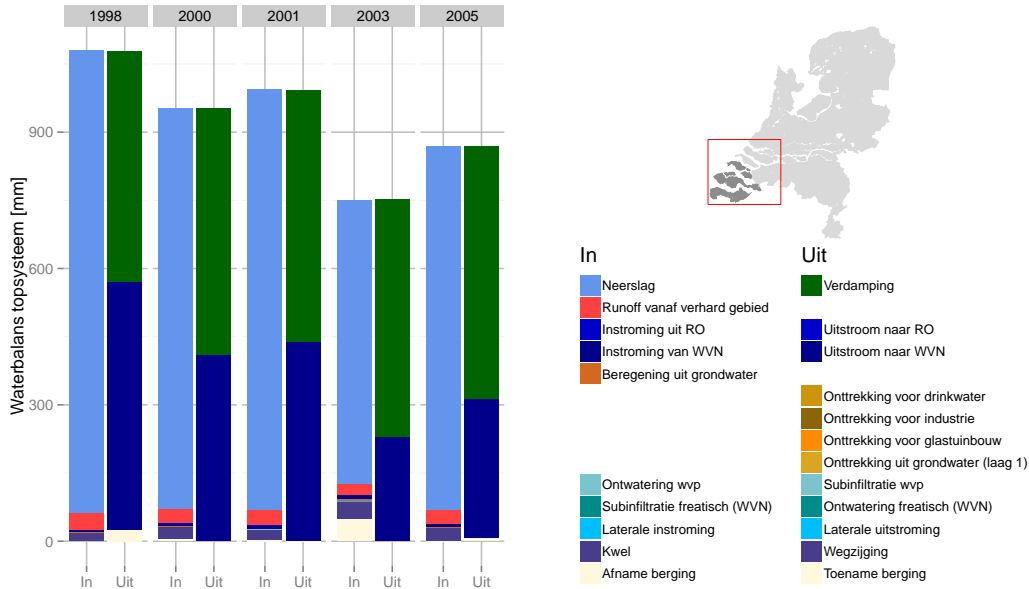 1998 2000 2001 2003 2005
Waterbalans topsysteem [mm]
900
600
300
0
In Uit In Uit In Uit In Uit In Uit
In
Neerslag
Runoff vanaf verhard gebied
Instroming uit RO
Instroming van WVN
Beregening uit grondwater
Ontwatering wvp
Subinfiltratie freatisch (WVN)
Laterale instroming
Kwel
Afname berging
Uit
Verdamping
Uitstroom naar RO
Uitstroom naar WVN
Onttrekking voor drinkwater
Onttrekking voor industrie
Onttrekking voor glastuinbouw
Onttrekking uit grondwater (laag 1)
Subinfiltratie wvp
Ontwatering freatisch (WVN)
Laterale uitstroming
Wegzijging
Toename berging